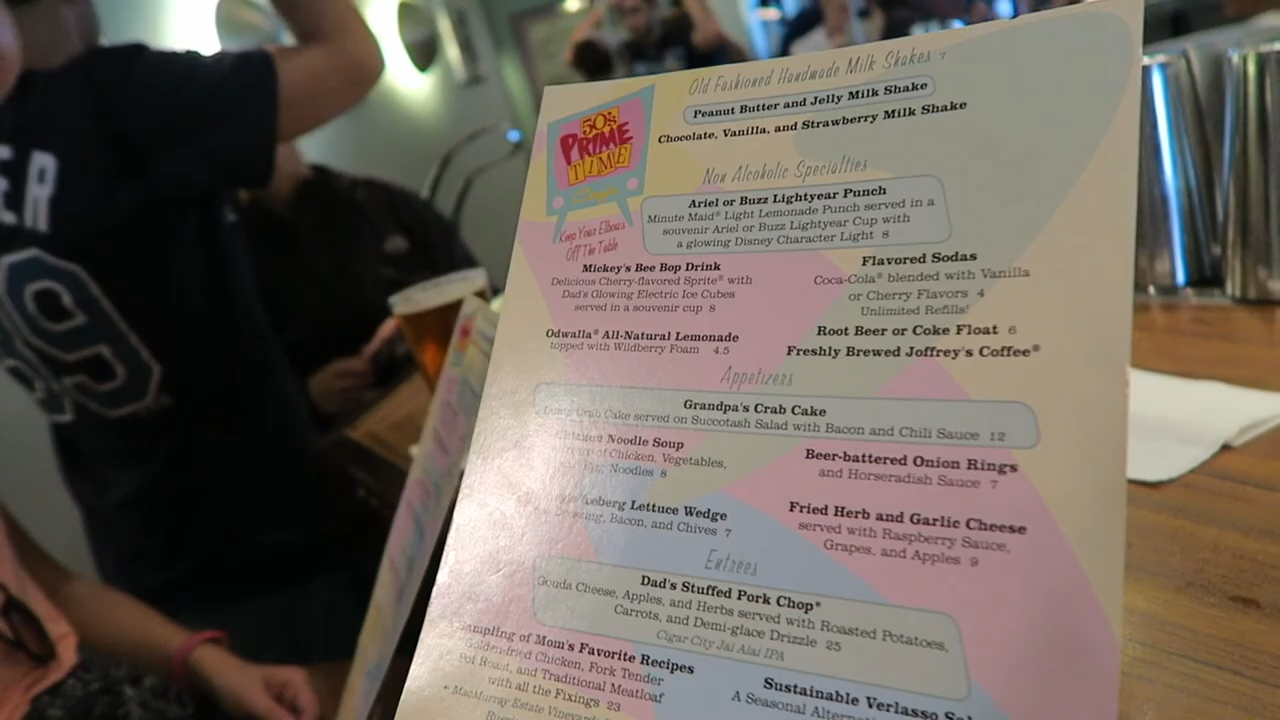 ER
9
50's
PRIME
TIME
Keep Your Elbows
Off The Table
Old Fashioned Handmade Milk Shakes 7
Peanut Butter and Jelly Milk Shake
Chocolate, Vanilla, and Strawberry Milk Shake
Non Alcoholic Specialties
Ariel or Buzz Lightyear Punch
Minute Maid® Light Lemonade Punch served in a
souvenir Ariel or Buzz Lightyear Cup with
a glowing Disney Character Light 8
Mickey's Bee Bop Drink
Delicious Cherry-flavored Sprite® with
Dad's Glowing Electric Ice Cubes
served in a souvenir cup 8
Odwalla® All-Natural Lemonade
topped with Wildberry Foam 4.5
Flavored Sodas
Coca-Cola® blended with Vanilla
or Cherry Flavors 4
Unlimited Refills!
Root Beer or Coke Float 6
Freshly Brewed Joffrey's Coffee®
Appetizers
Grandpa's Crab Cake
Crab Cake served on Succotash Salad with Bacon and Chili Sauce 12
Noodle Soup
of Chicken, Vegetables,
Noodles 8
Iceberg Lettuce Wedge
Bacon, and Chives 7
Beer-battered Onion Rings
and Horseradish Sauce 7
Fried Herb and Garlic Cheese
served with Raspberry Sauce,
Grapes, and Apples 9
Entrées
Dad's Stuffed Pork Chop*
Gouda Cheese, Apples, and Herbs served with Roasted Potatoes,
Carrots, and Demi-glace Drizzle 25
Cigar City Jai Alai IPA
Sampling of Mom's Favorite Recipes
Golden-fried Chicken, Fork Tender
Pot Roast, and Traditional Meatloaf
with all the Fixings 23
MacMurray Estate Vineyards
Sustainable Verlasso
A Seasonal